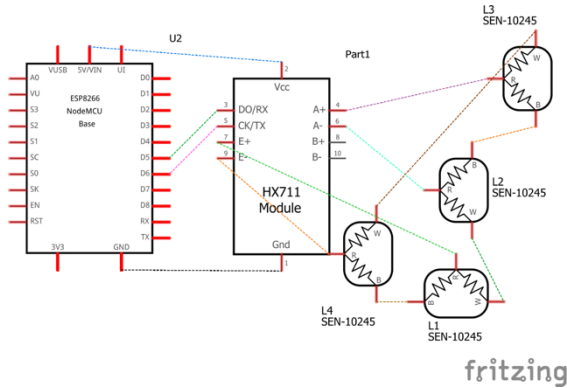 L3
SEN-10245
U2
Part1
VUSB
5V/VIN
UI
2
Vcc
W
R
B
A0
VU
S3
S2
S1
SC
S0
SK
EN
RST
ESP8266
NodeMCU
Base
D0
D1
D2
D3
D4
D5
D6
D7
D8
RX
TX
3V3
GND
3
5
7
9
DO/RX
CK/TX
E+
E-
A+
A-
B+
B-
4
6
8
10
HX711
Module
Gnd
1
B
R
W
L2
SEN-10245
W
R
B
L4
SEN-10245
R
B
W
L1
SEN-10245
fritzing